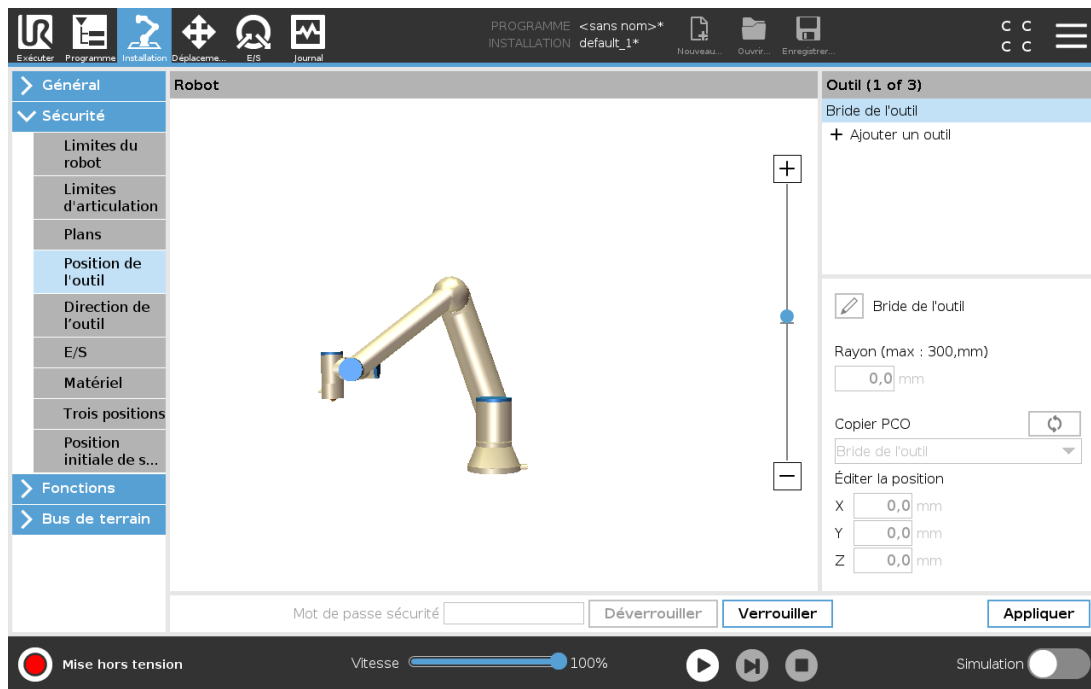 PROGRAMME <sans nom>*
INSTALLATION default_1*
Exécuter Programme Installation Déplaceme... E/S Journal
Nouveau... Ouvrir... Enregistrer...
C C
C C
Général
Sécurité
Limites du
robot
Limites
d'articulation
Plans
Position de
l'outil
Direction de
l’outil
E/S
Matériel
Trois positions
Position
initiale de s...
Fonctions
Bus de terrain
Robot
Outil (1 of 3)
Bride de l'outil
+ Ajouter un outil
Bride de l'outil
Rayon (max : 300,mm)
0,0 mm
Copier PCO
Bride de l'outil
Éditer la position
X 0,0 mm
Y 0,0 mm
Z 0,0 mm
Mot de passe sécurité Déverrouiller Verrouiller Appliquer
Mise hors tension Vitesse 100% Simulation